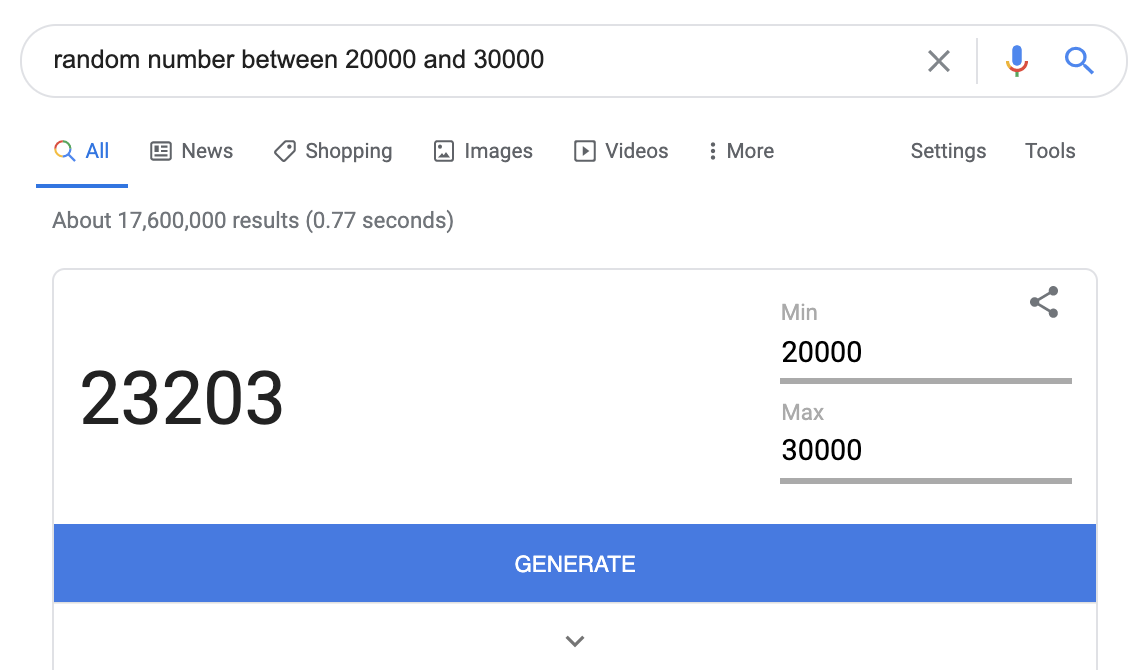 random number between 20000 and 30000
All News Shopping Images Videos More Settings Tools
About 17,600,000 results (0.77 seconds)
23203
Min
20000
Max
30000
GENERATE